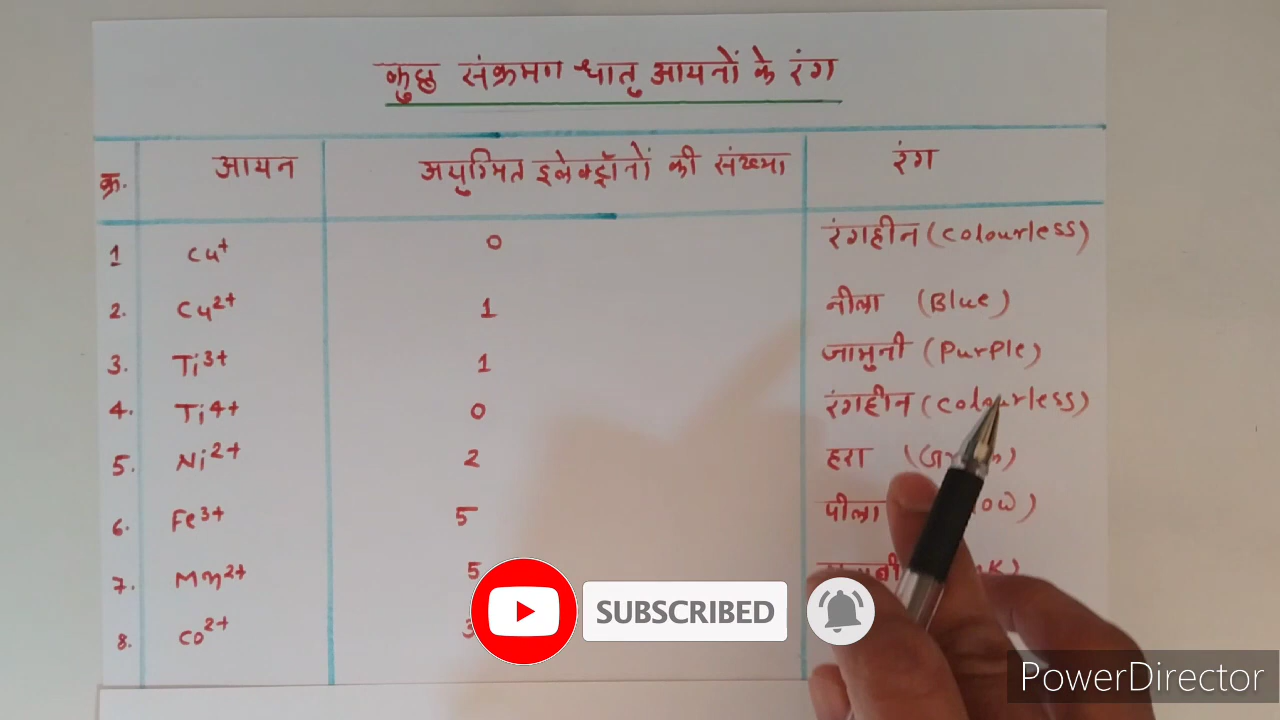 कुछ संक्रमण धातु आयनों के रंग
क्र. आयन अयुग्मित इलेक्ट्रॉनों की संख्या रंग
1 Cu+ 0 रंगहीन (Colourless)
2. Cu2+ 1 नीला (Blue)
3. Ti3+ 1 जामुनी (Purple)
4. Ti4+ 0 रंगहीन (Colourless)
5. Ni2+ 2 हरा
6. Fe3+ 5 पीला
7. Mn2+ 5
8. Co2+ 3
SUBSCRIBED
PowerDirector